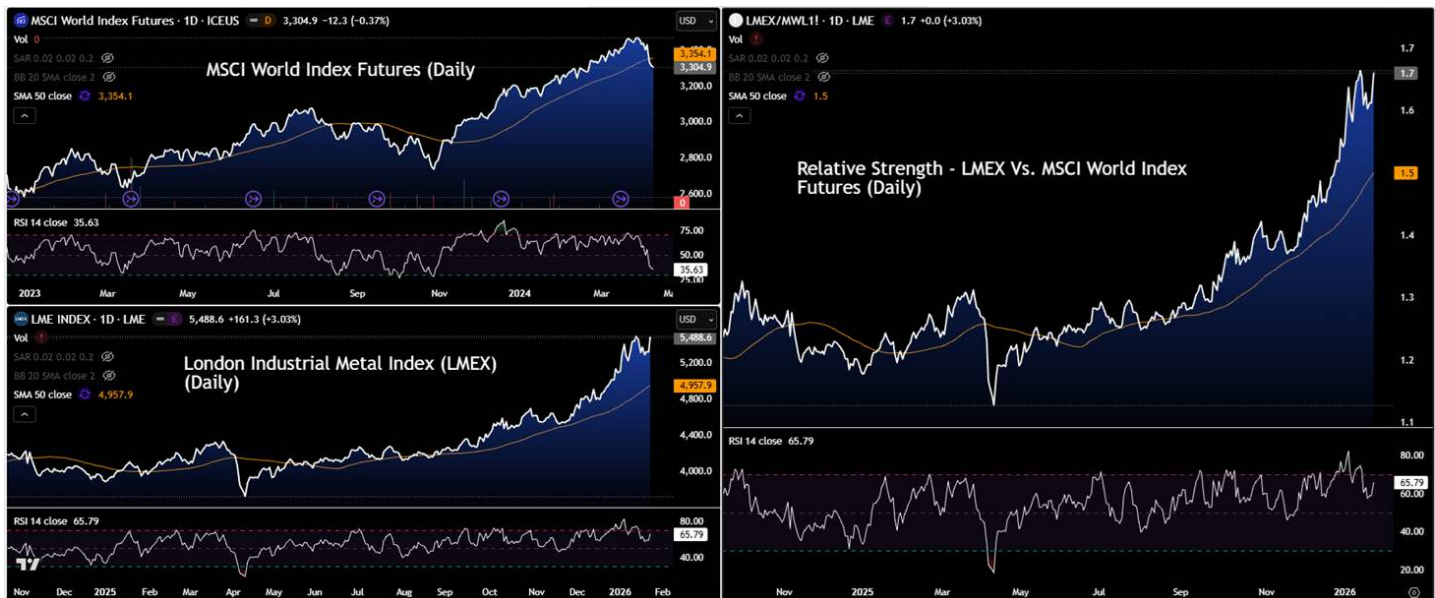 MSCI World Index Futures · 1D · ICEUS D 3,304.9 −12.3 (−0.37%)
USD
Vol 0
SAR 0.02 0.02 0.2
BB 20 SMA close 2
SMA 50 close 3,354.1
MSCI World Index Futures (Daily
3,354.1
3,304.9
3,200.0
3,000.0
2,800.0
2,600.0
0
RSI 14 close 35.63
75.00
50.00
35.63
25.00
2023 Mar May Jul Sep Nov 2024 Mar
LME INDEX · 1D · LME E 5,488.6 +161.3 (+3.03%)
USD
Vol
SAR 0.02 0.02 0.2
BB 20 SMA close 2
SMA 50 close 4,957.9
London Industrial Metal Index (LMEX)
(Daily)
5,488.6
5,200.0
4,957.9
4,800.0
4,400.0
4,000.0
RSI 14 close 65.79
80.00
65.79
40.00
Nov Dec 2025 Feb Mar Apr May Jun Jul Aug Sep Oct Nov Dec 2026 Feb
LMEX/MWL1! · 1D · LME E 1.7 +0.0 (+3.03%)
Vol
SAR 0.02 0.02 0.2
BB 20 SMA close 2
SMA 50 close 1.5
Relative Strength - LMEX Vs. MSCI World Index
Futures (Daily)
1.7
1.7
1.6
1.5
1.4
1.3
1.2
1.1
RSI 14 close 65.79
80.00
65.79
60.00
40.00
20.00
Nov 2025 Mar May Jul Sep Nov 2026